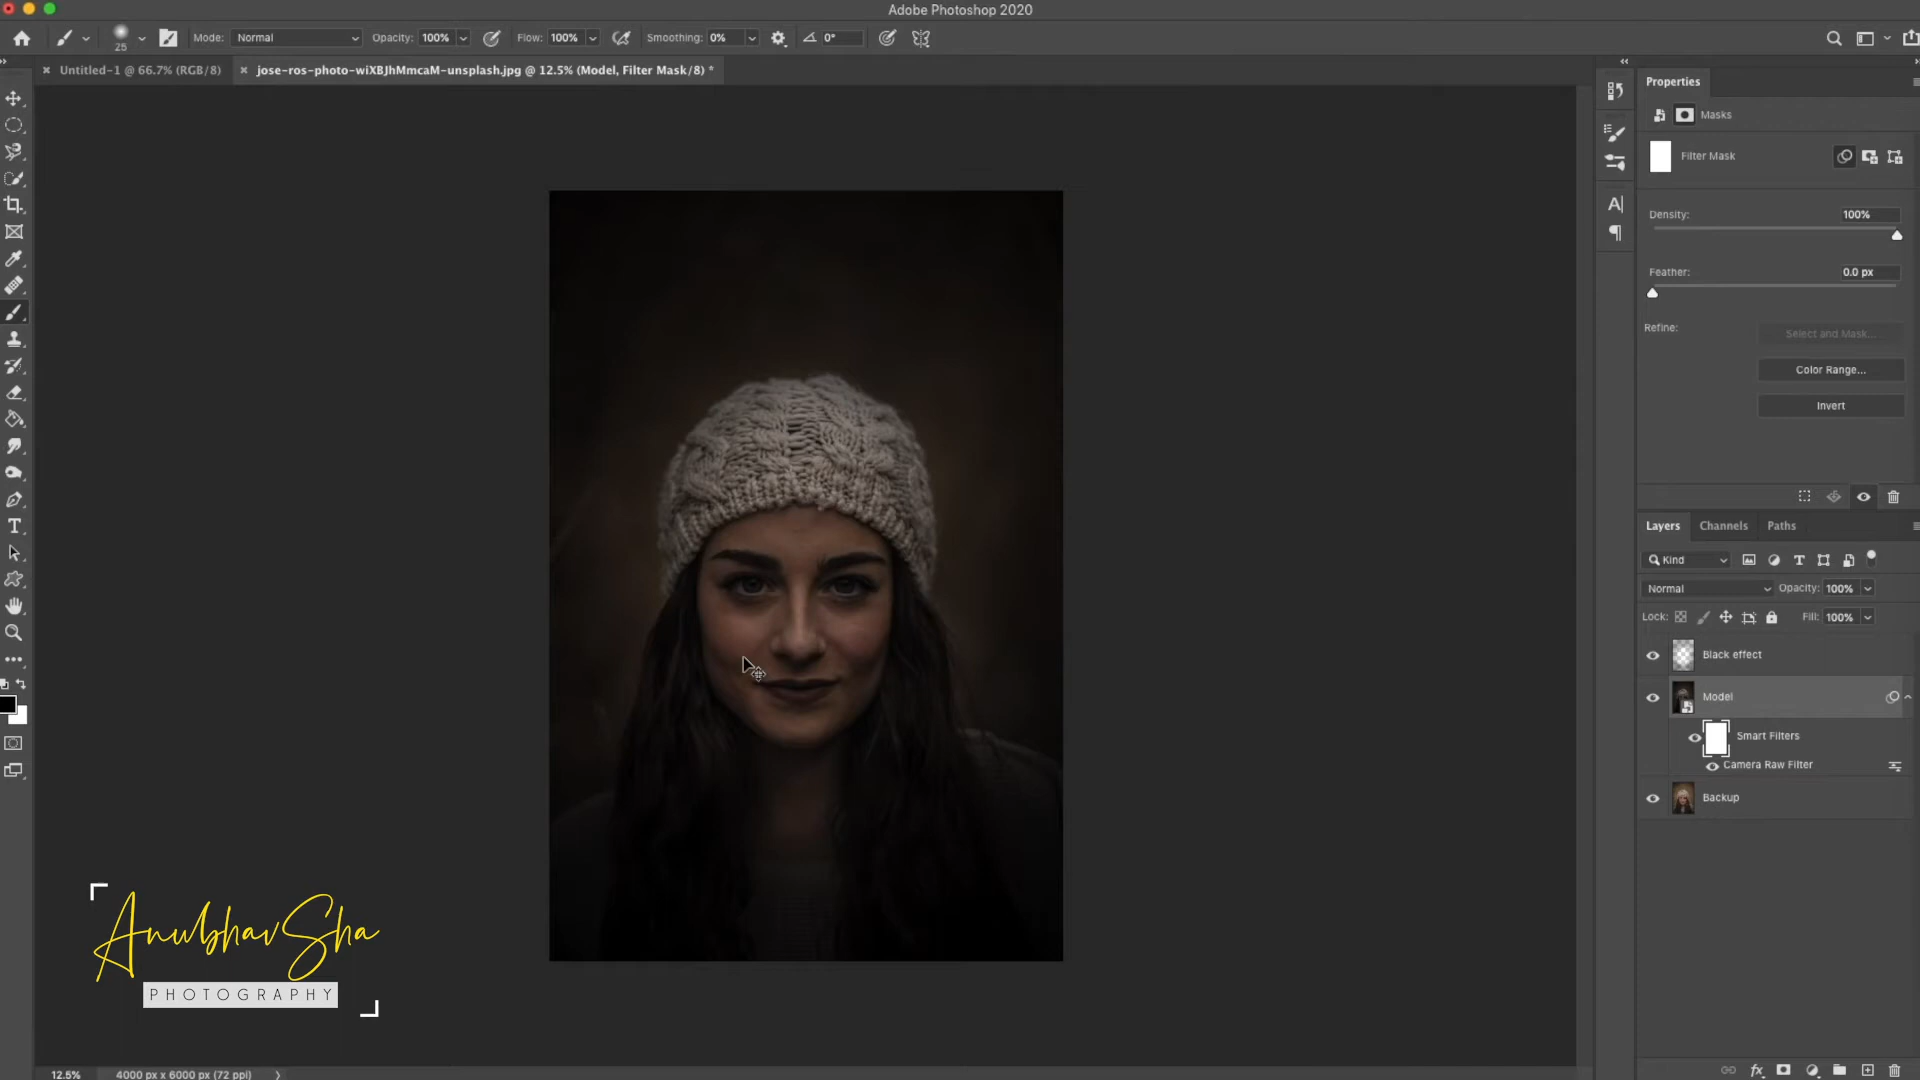 Adobe Photoshop 2020
25
Mode: Normal
Opacity: 100%
Flow: 100%
Smoothing: 0%
0°
Untitled-1 @ 66.7% (RGB/8)
jose-ros-photo-wiXBJhMmcaM-unsplash.jpg @ 12.5% (Model, Filter Mask/8) *
Properties
Masks
Filter Mask
Density: 100%
Feather: 0.0 px
Refine:
Select and Mask...
Color Range...
Invert
Layers Channels Paths
Kind
Normal
Opacity: 100%
Lock:
Fill: 100%
Black effect
Model
Smart Filters
Camera Raw Filter
Backup
AnubhavSha
PHOTOGRAPHY
12.5%
4000 px x 6000 px (72 ppi)